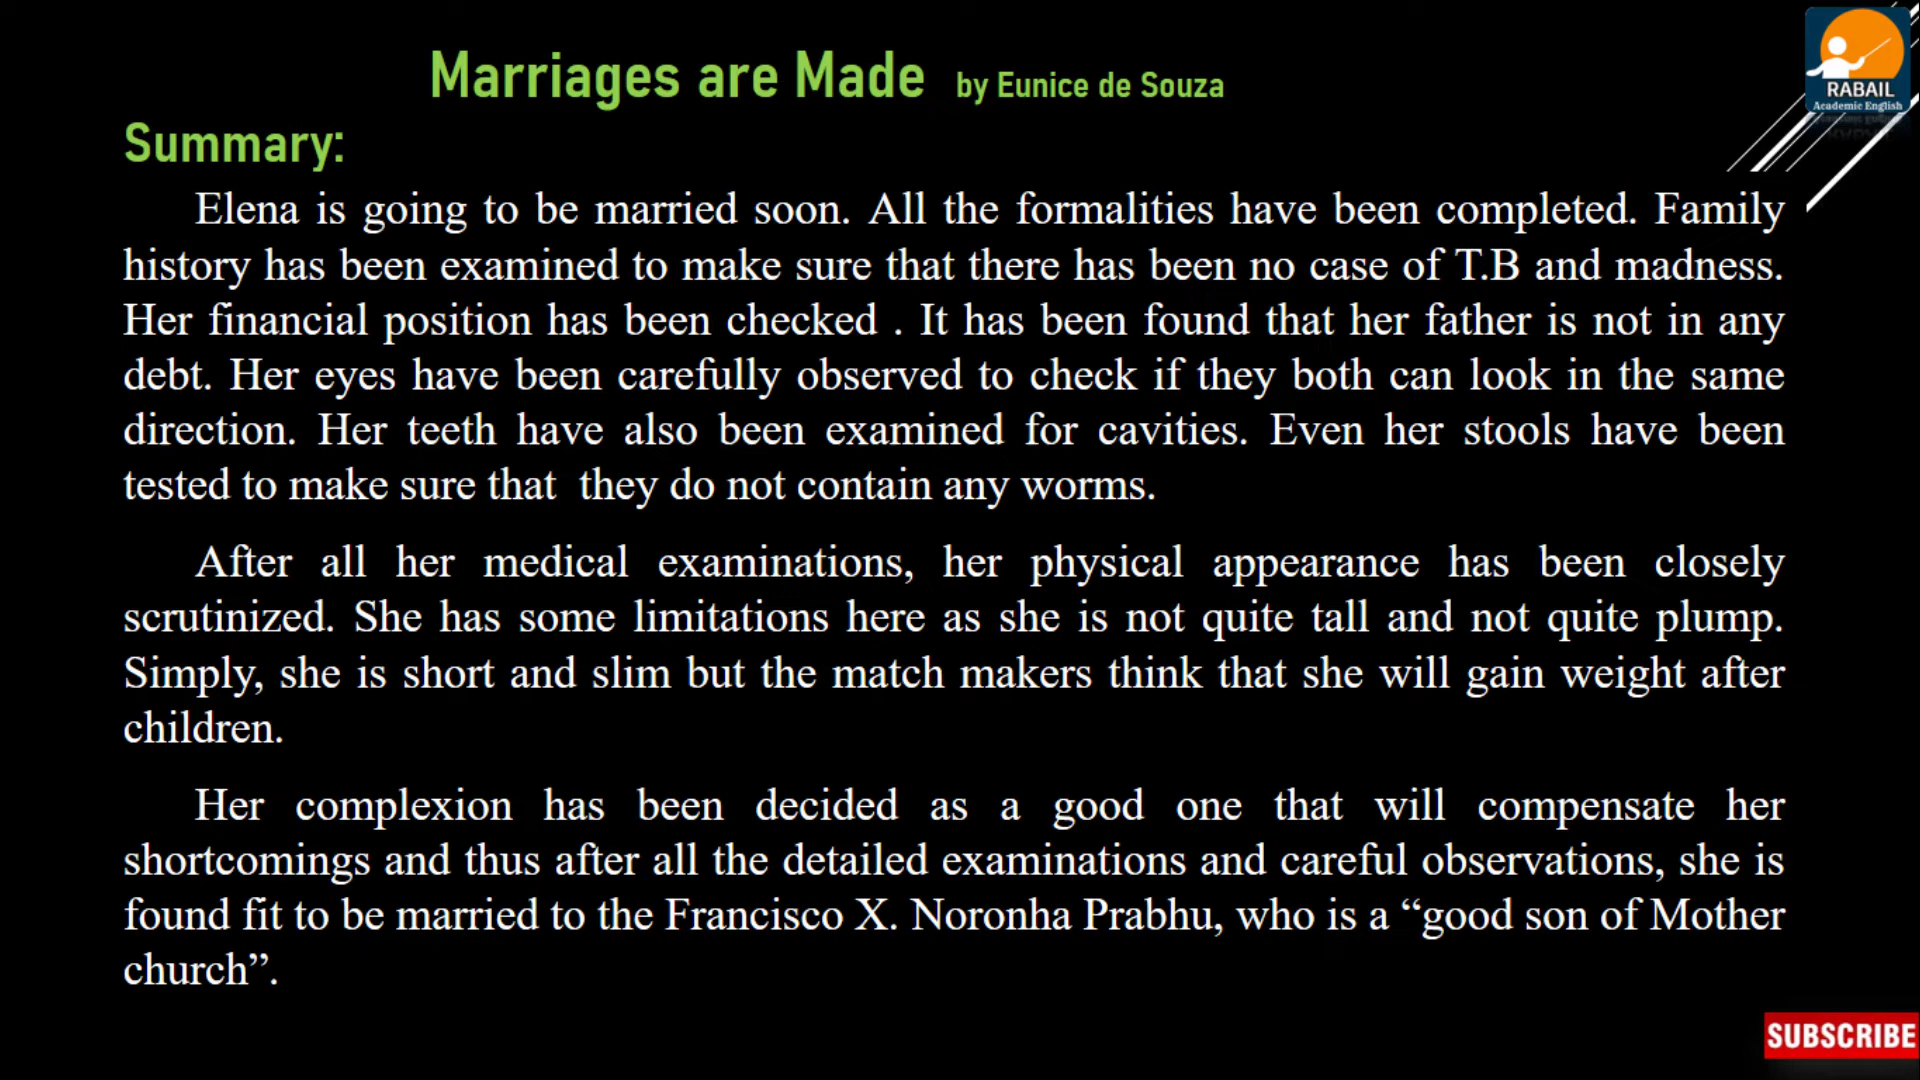 Marriages are Made by Eunice de Souza
RABAIL
Academic English
Summary:
Elena is going to be married soon. All the formalities have been completed. Family
history has been examined to make sure that there has been no case of T.B and madness.
Her financial position has been checked . It has been found that her father is not in any
debt. Her eyes have been carefully observed to check if they both can look in the same
direction. Her teeth have also been examined for cavities. Even her stools have been
tested to make sure that they do not contain any worms.
After all her medical examinations, her physical appearance has been closely
scrutinized. She has some limitations here as she is not quite tall and not quite plump.
Simply, she is short and slim but the match makers think that she will gain weight after
children.
Her complexion has been decided as a good one that will compensate her
shortcomings and thus after all the detailed examinations and careful observations, she is
found fit to be married to the Francisco X. Noronha Prabhu, who is a “good son of Mother
church”.
SUBSCRIBE